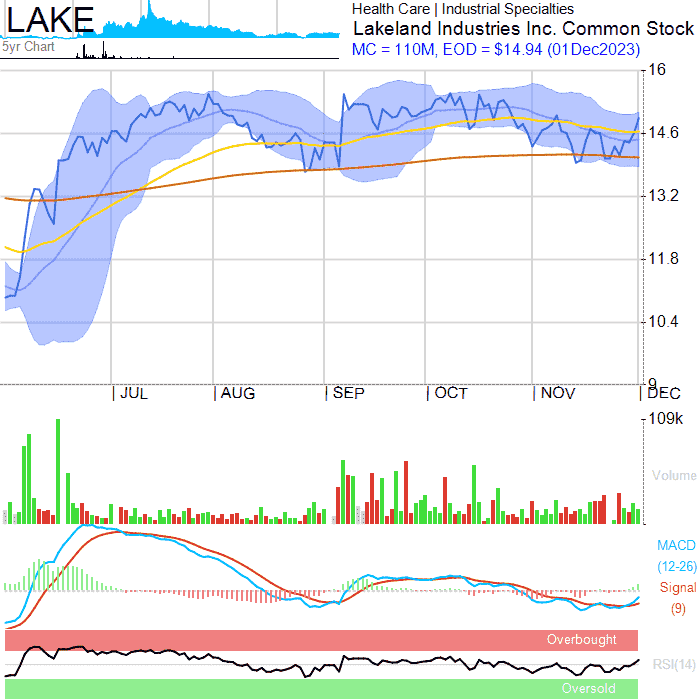 LAKE
5yr Chart
Health Care | Industrial Specialties
Lakeland Industries Inc. Common Stock
MC = 110M, EOD = $14.94 (01Dec2023)
16
14.6
13.2
11.8
10.4
9
JUL AUG SEP OCT NOV DEC
109k
Volume
MACD
(12-26)
Signal
(9)
Overbought
RSI(14)
Oversold